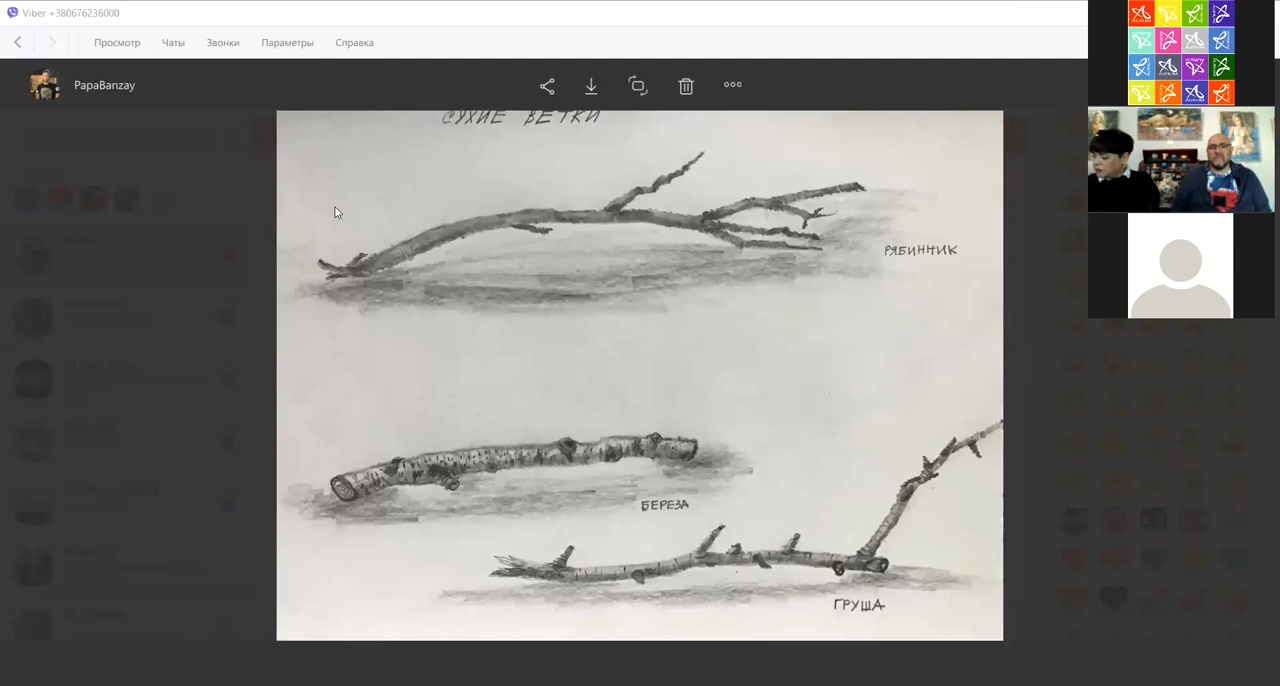 Viber +380676236000
Просмотр Чаты Звонки Параметры Справка
PapaBanzay
СУХИЕ ВЕТКИ
РЯБИННИК
БЕРЕЗА
ГРУША